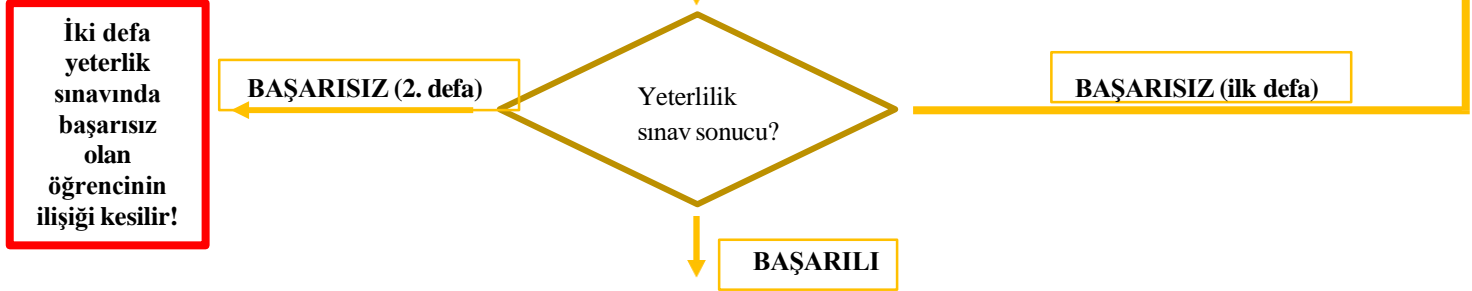 İki defa
yeterlik
sınavında
başarısız
olan
öğrencinin
ilişiği kesilir!
BAŞARISIZ (2. defa)
Yeterlilik
sınav sonucu?
BAŞARISIZ (ilk defa)
BAŞARILI